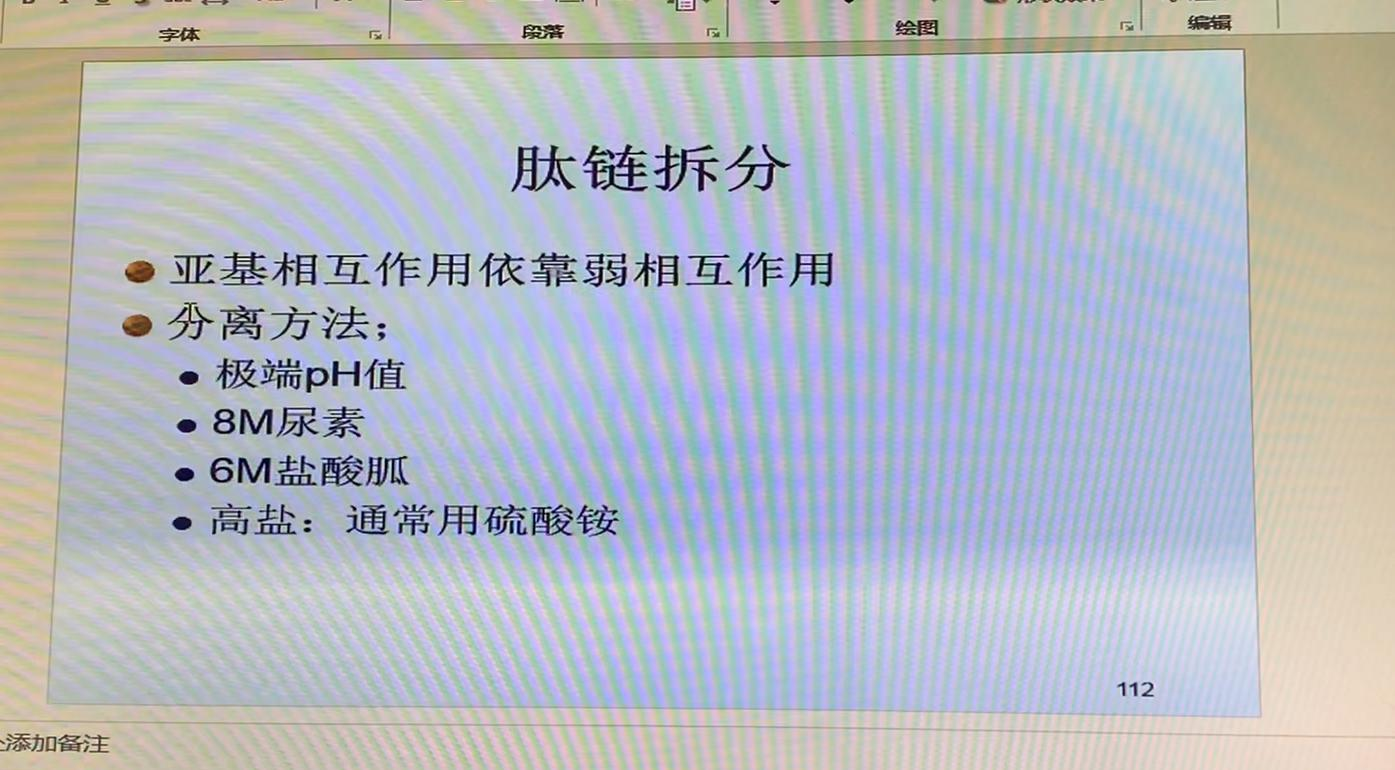 字体
段落
绘图
编辑
肽链拆分
亚基相互作用依靠弱相互作用
分离方法；
极端pH值
8M尿素
6M盐酸胍
高盐：通常用硫酸铵
112
添加备注